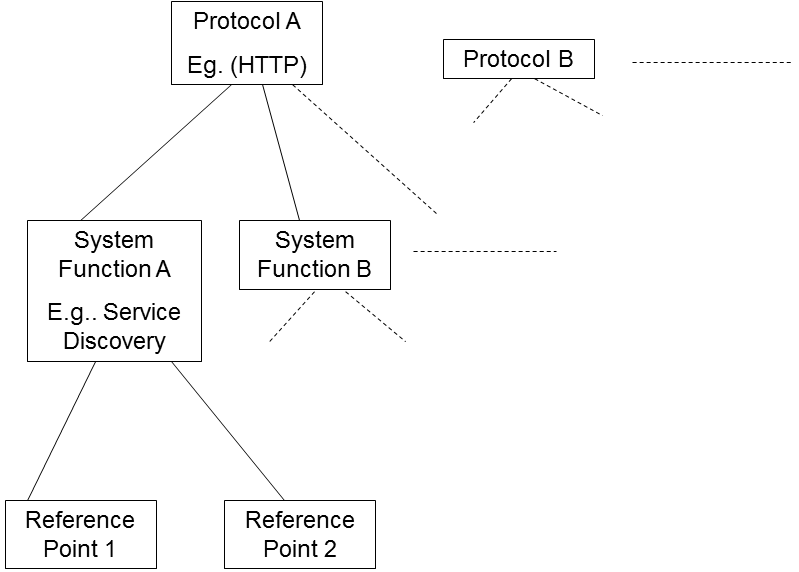 Protocol A
Eg. (HTTP)
Protocol B
System
Function A
E.g.. Service
Discovery
System
Function B
Reference
Point 1
Reference
Point 2